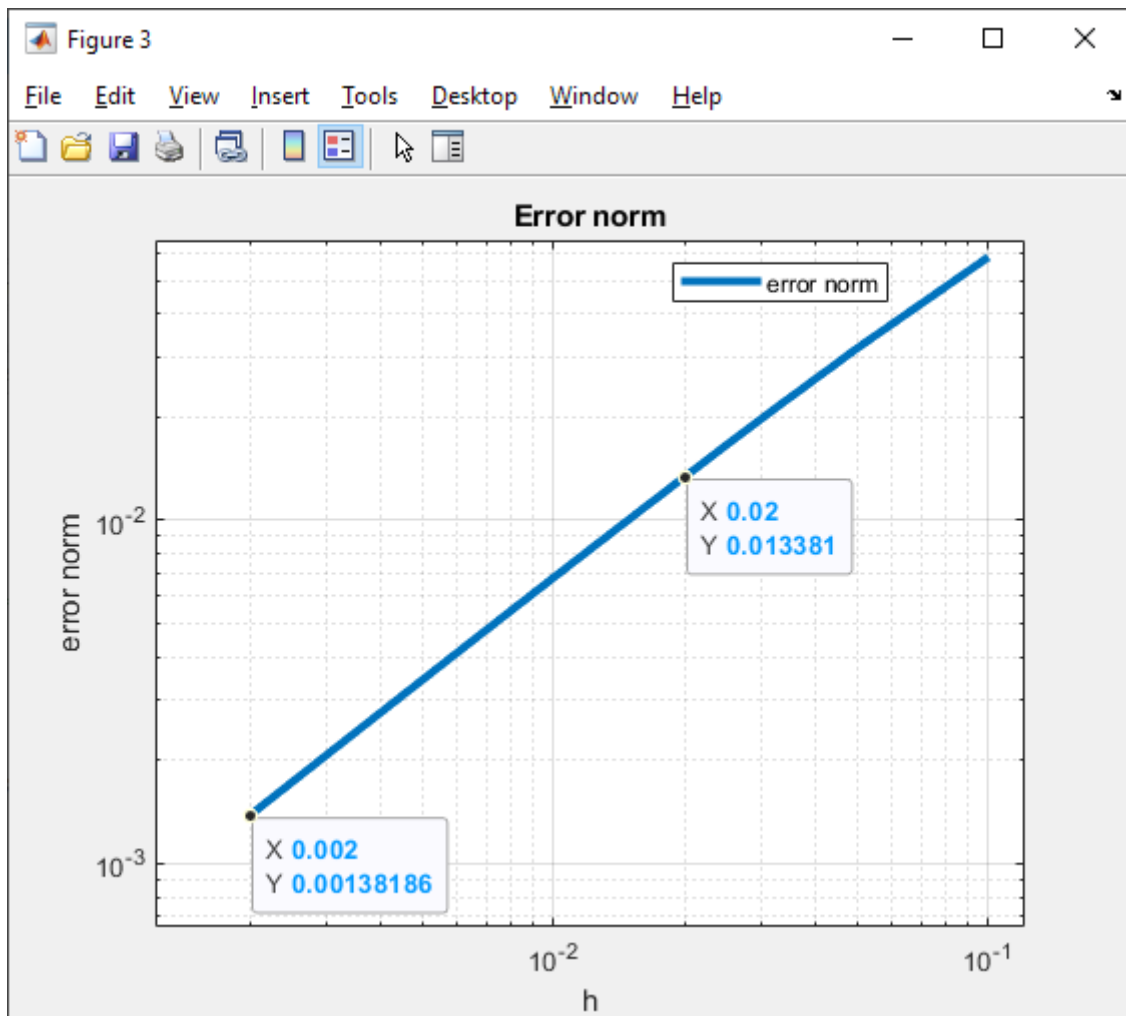 Figure 3
File Edit View Insert Tools Desktop Window Help
Error norm
error norm
10^-2
X 0.02
Y 0.013381
error norm
X 0.002
Y 0.00138186
10^-3
10^-2 10^-1
h